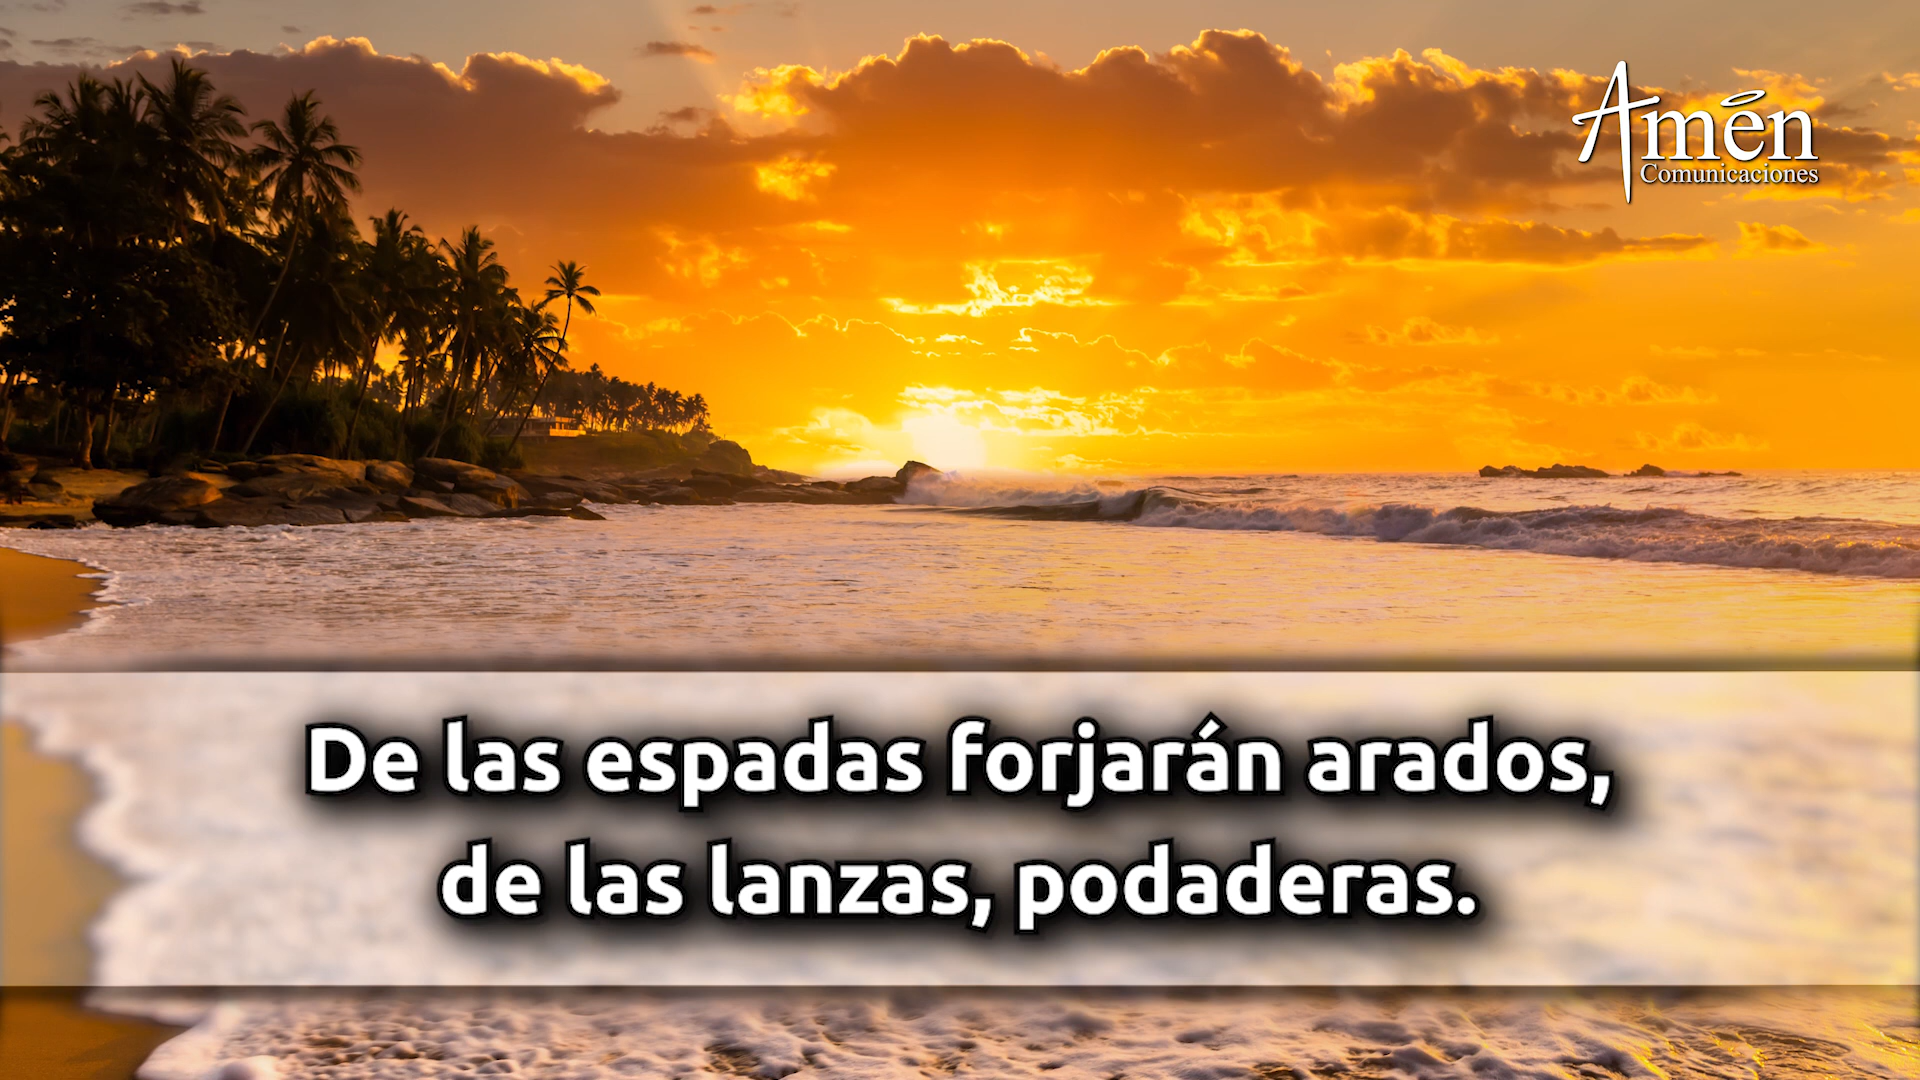 Amén
Comunicaciones
De las espadas forjarán arados,
de las lanzas, podaderas.